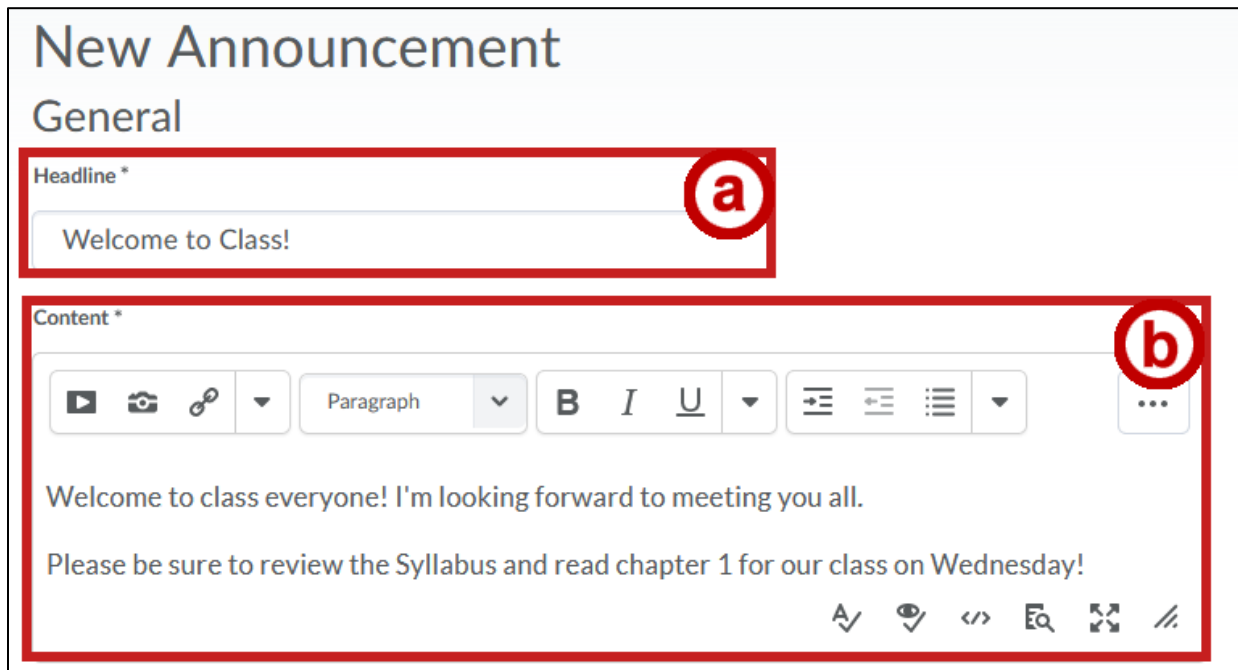 New Announcement
General
Headline *
a
Welcome to Class!
Content *
b
Paragraph
B I U
Welcome to class everyone! I'm looking forward to meeting you all.
Please be sure to review the Syllabus and read chapter 1 for our class on Wednesday!